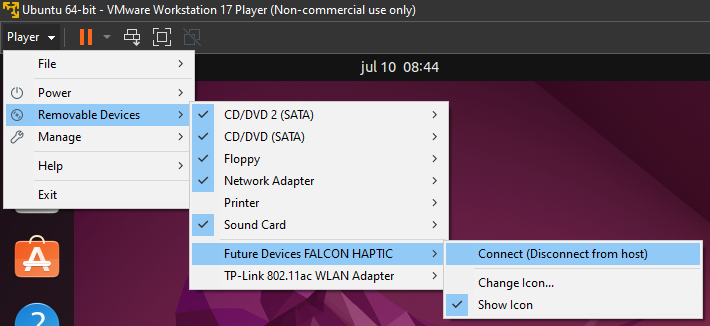 Ubuntu 64-bit - VMware Workstation 17 Player (Non-commercial use only)
Player
jul 10 08:44
File
Power
Removable Devices
Manage
Help
Exit
CD/DVD 2 (SATA)
CD/DVD (SATA)
Floppy
Network Adapter
Printer
Sound Card
Future Devices FALCON HAPTIC
TP-Link 802.11ac WLAN Adapter
Connect (Disconnect from host)
Change Icon...
Show Icon